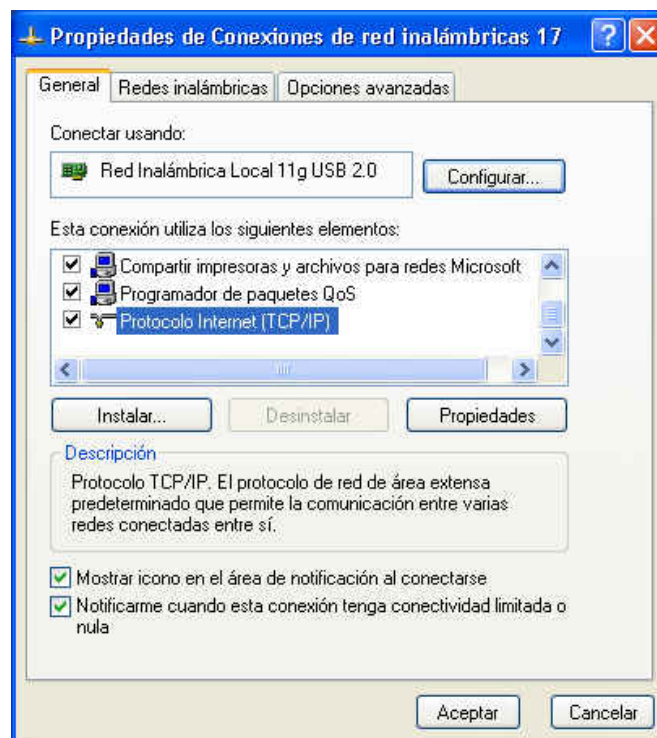 Propiedades de Conexiones de red inalámbricas 17
General Redes inalámbricas Opciones avanzadas
Conectar usando:
Red Inalámbrica Local 11g USB 2.0 Configurar...
Esta conexión utiliza los siguientes elementos:
Compartir impresoras y archivos para redes Microsoft
Programador de paquetes QoS
Protocolo Internet (TCP/IP)
Instalar... Desinstalar Propiedades
Descripción
Protocolo TCP/IP. El protocolo de red de área extensa
predeterminado que permite la comunicación entre varias
redes conectadas entre sí.
Mostrar icono en el área de notificación al conectarse
Notificarme cuando esta conexión tenga conectividad limitada o
nula
Aceptar Cancelar